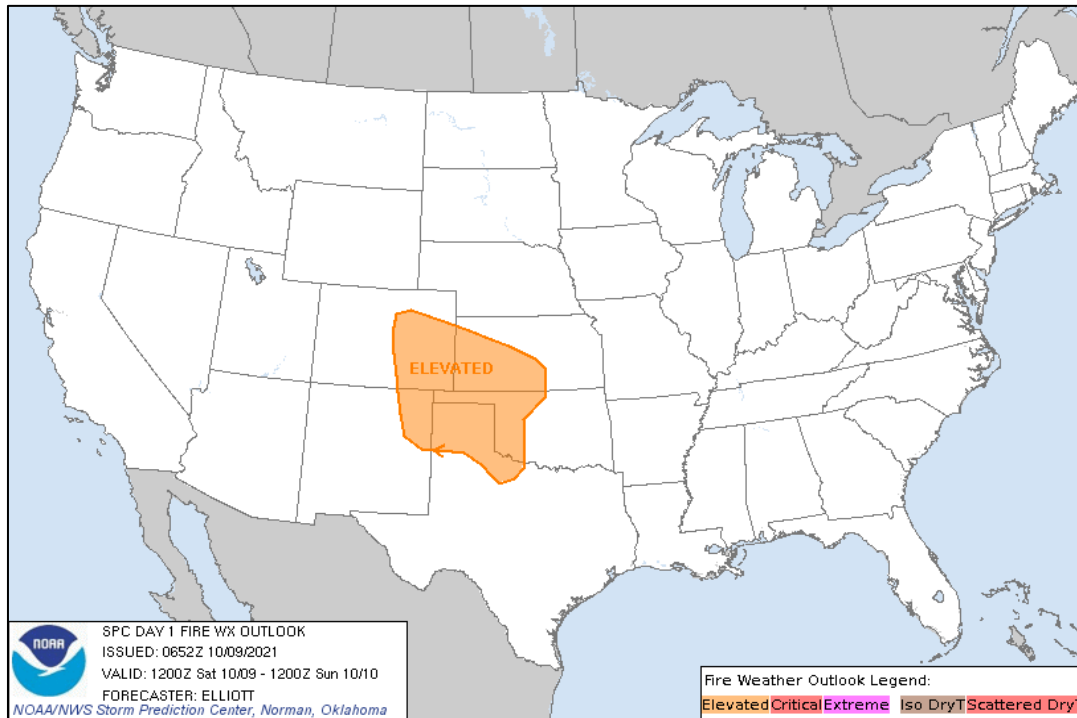 ELEVATED
NOAA
SPC DAY 1 FIRE WX OUTLOOK
ISSUED: 0652Z 10/09/2021
VALID: 1200Z Sat 10/09 - 1200Z Sun 10/10
FORECASTER: ELLIOTT
NOAA/NWS Storm Prediction Center, Norman, Oklahoma
Fire Weather Outlook Legend:
Elevated Critical Extreme Iso DryT Scattered DryT